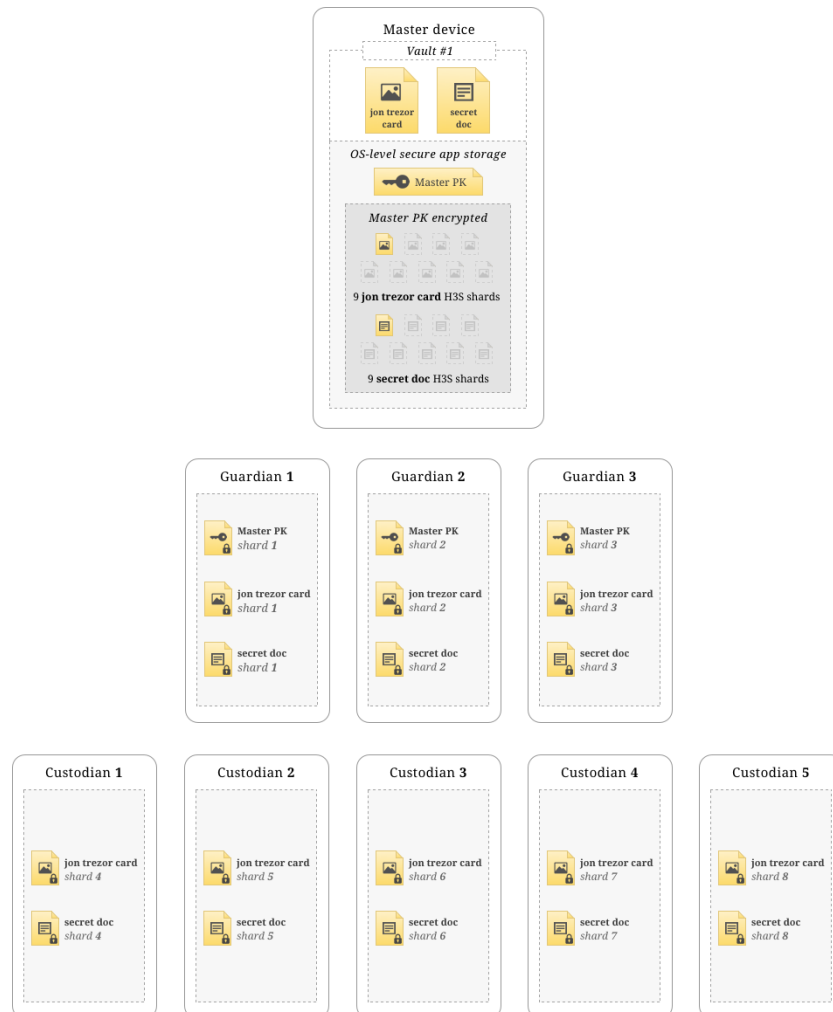 Master device
Vault #1
jon trezor
card
secret
doc
OS-level secure app storage
Master PK
Master PK encrypted
9 jon trezor card H3S shards
9 secret doc H3S shards
Guardian 1
Master PK
shard 1
jon trezor card
shard 1
secret doc
shard 1
Guardian 2
Master PK
shard 2
jon trezor card
shard 2
secret doc
shard 2
Guardian 3
Master PK
shard 3
jon trezor card
shard 3
secret doc
shard 3
Custodian 1
jon trezor card
shard 4
secret doc
shard 4
Custodian 2
jon trezor card
shard 5
secret doc
shard 5
Custodian 3
jon trezor card
shard 6
secret doc
shard 6
Custodian 4
jon trezor card
shard 7
secret doc
shard 7
Custodian 5
jon trezor card
shard 8
secret doc
shard 8